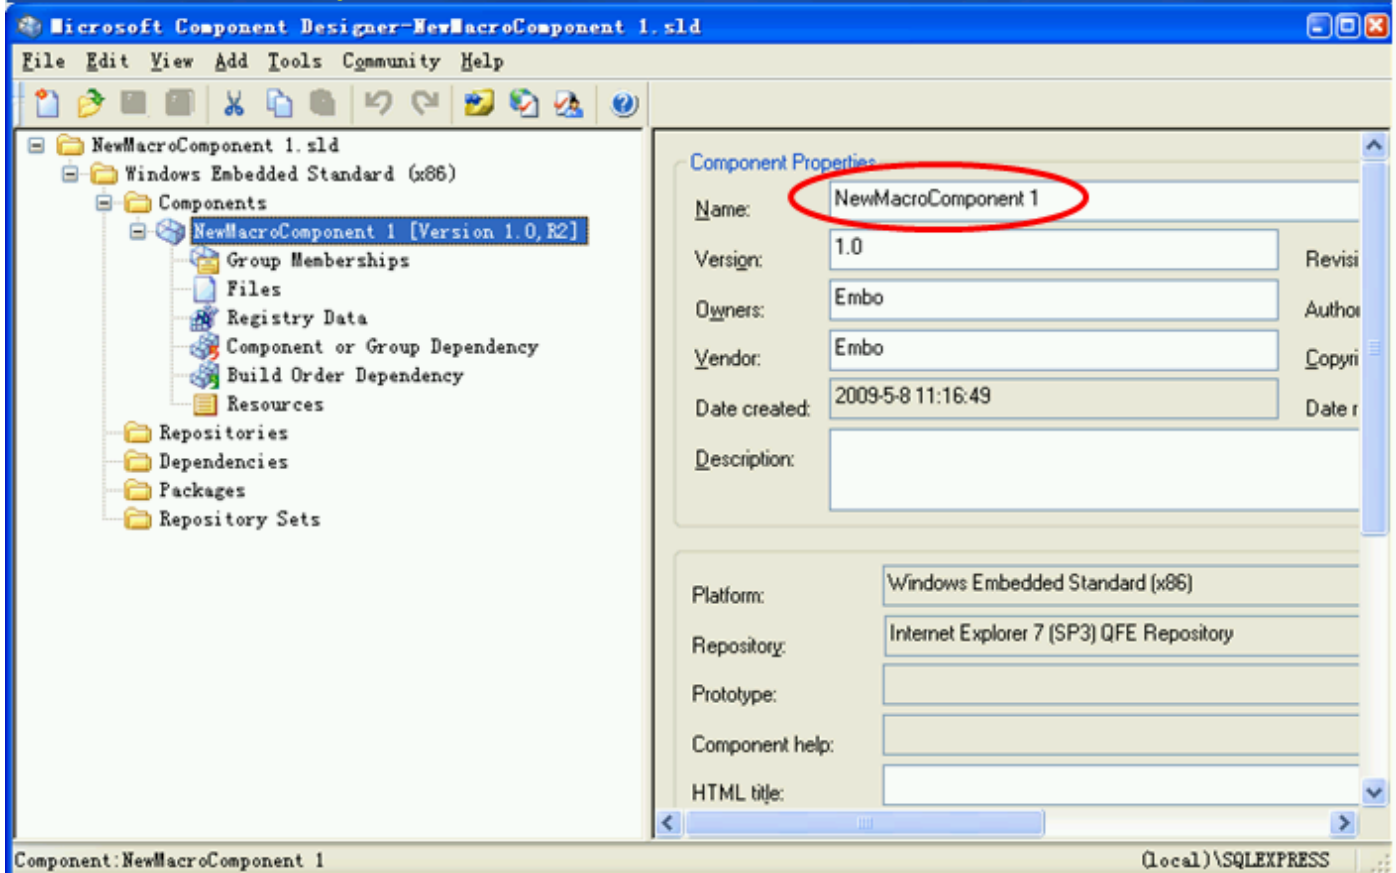 Microsoft Component Designer-NewMacroComponent 1.sld
File Edit View Add Tools Community Help
NewMacroComponent 1.sld
Windows Embedded Standard (x86)
Components
NewMacroComponent 1 [Version 1.0,R2]
Group Memberships
Files
Registry Data
Component or Group Dependency
Build Order Dependency
Resources
Repositories
Dependencies
Packages
Repository Sets
Component Properties
Name: NewMacroComponent 1
Version: 1.0 Revisi
Owners: Embo Author
Vendor: Embo Copyri
Date created: 2009-5-8 11:16:49 Date r
Description:
Platform: Windows Embedded Standard (x86)
Repository: Internet Explorer 7 (SP3) QFE Repository
Prototype:
Component help:
HTML title:
Component:NewMacroComponent 1 (local)\SQLEXPRESS